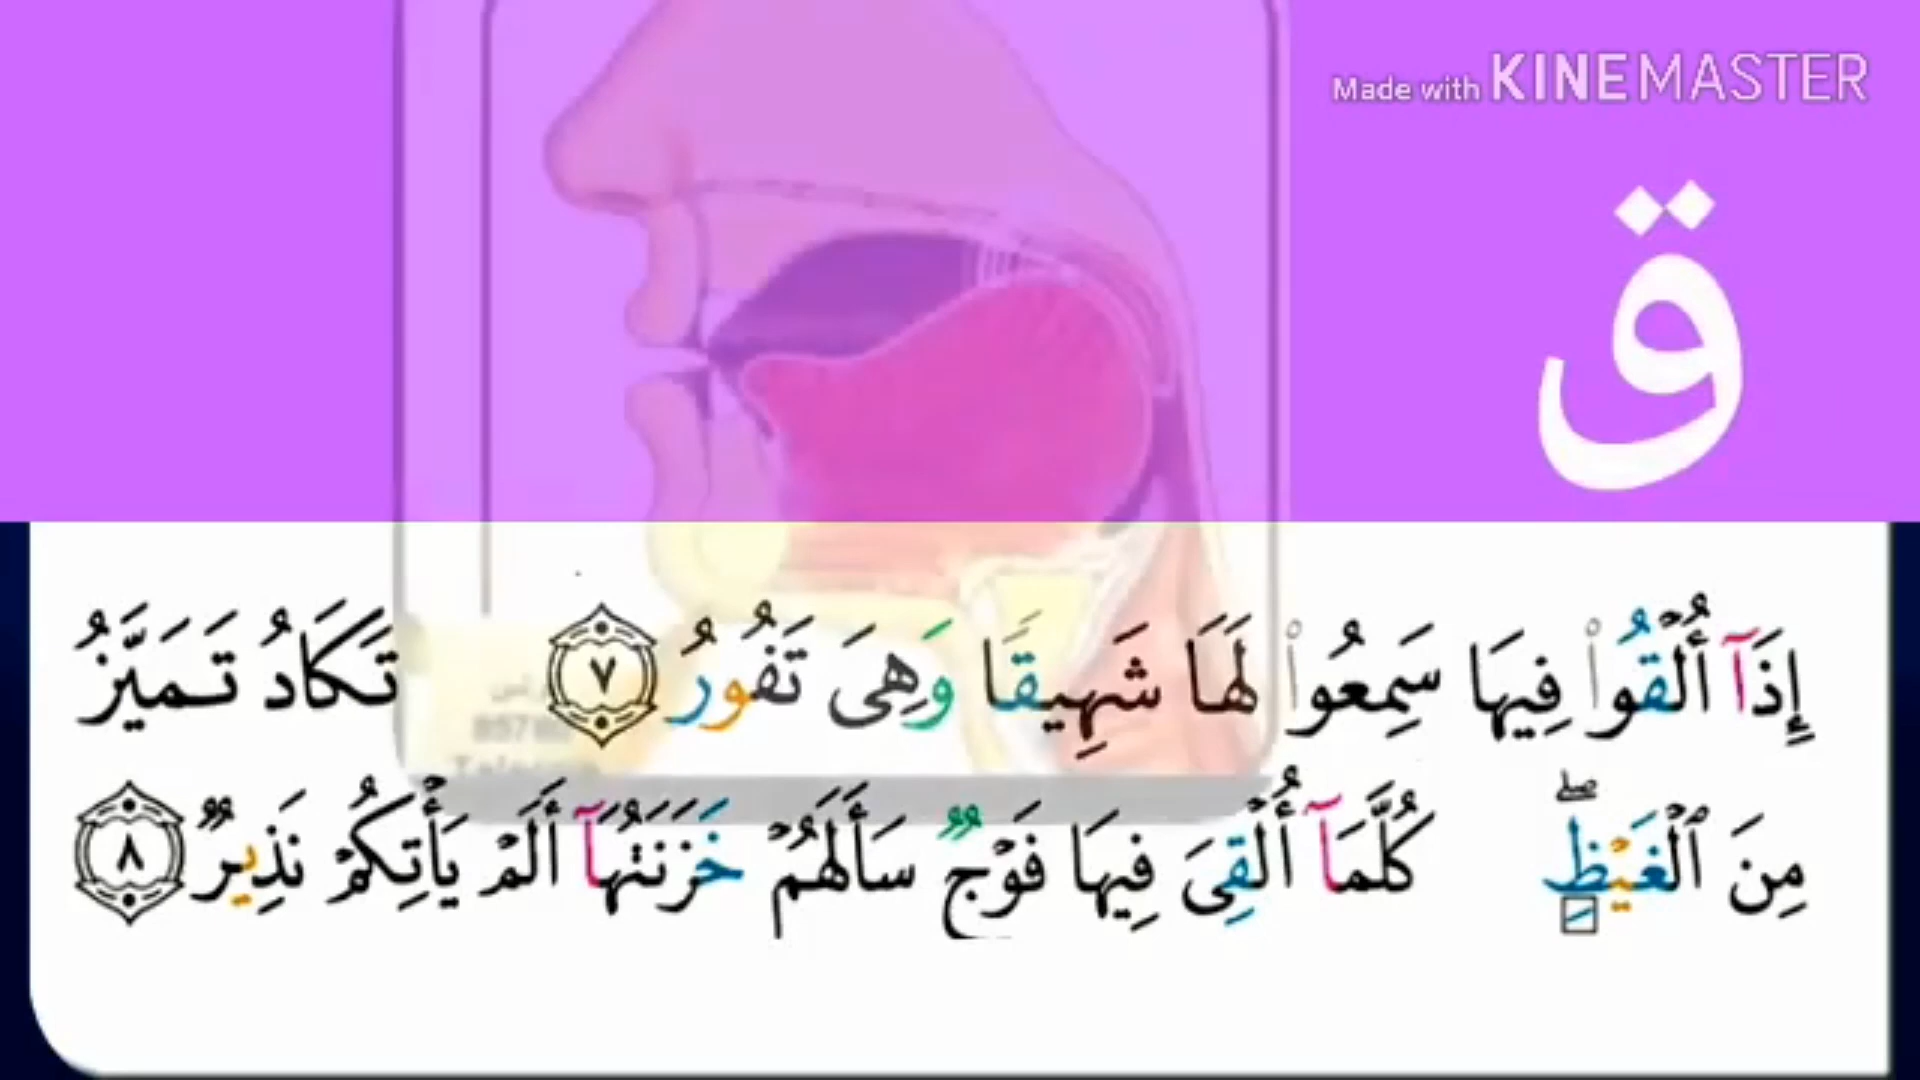 Made with KINEMASTER
ق
إِذَآ أُلْقُوا۟ فِيهَا سَمِعُوا۟ لَهَا شَهِيقًا وَهِىَ تَفُورُ ٧ تَكَادُ تَمَيَّزُ
مِنَ ٱلْغَيْظِ ۖ كُلَّمَآ أُلْقِىَ فِيهَا فَوْجٌ سَأَلَهُمْ خَزَنَتُهَآ أَلَمْ يَأْتِكُمْ نَذِيرٌ ٨